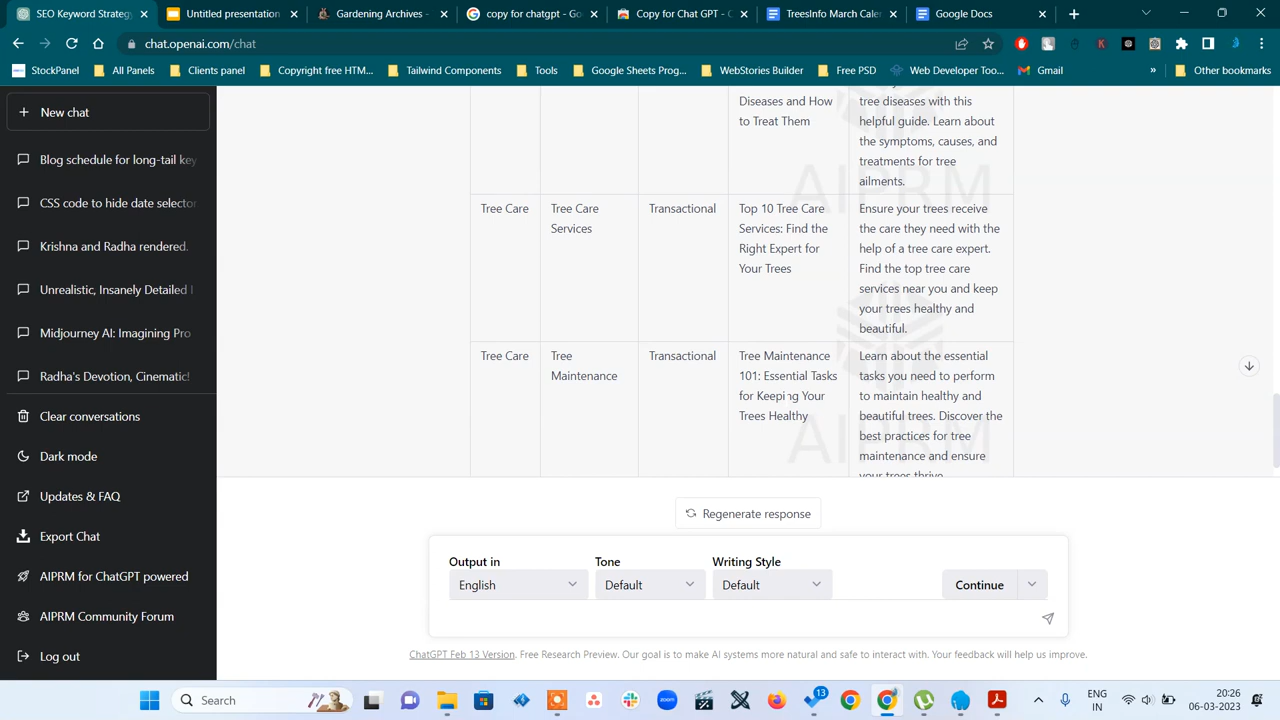 SEO Keyword Strategy
Untitled presentation
Gardening Archives -
copy for chatgpt - Go
Copy for Chat GPT - C
TreesInfo March Caler
Google Docs
chat.openai.com/chat
StockPanel
All Panels
Clients panel
Copyright free HTM...
Tailwind Components
Tools
Google Sheets Prog...
WebStories Builder
Free PSD
Web Developer Too...
Gmail
»
Other bookmarks
+ New chat
Blog schedule for long-tail key
CSS code to hide date selector
Krishna and Radha rendered.
Unrealistic, Insanely Detailed
Midjourney AI: Imagining Pro
Radha's Devotion, Cinematic!
Clear conversations
Dark mode
Updates & FAQ
Export Chat
AIPRM for ChatGPT powered
AIPRM Community Forum
Log out
Diseases and How
to Treat Them
tree diseases with this
helpful guide. Learn about
the symptoms, causes, and
treatments for tree
ailments.
Tree Care
Tree Care
Services
Transactional
Top 10 Tree Care
Services: Find the
Right Expert for
Your Trees
Ensure your trees receive
the care they need with the
help of a tree care expert.
Find the top tree care
services near you and keep
your trees healthy and
beautiful.
Tree Care
Tree
Maintenance
Transactional
Tree Maintenance
101: Essential Tasks
for Keeping Your
Trees Healthy
Learn about the essential
tasks you need to perform
to maintain healthy and
beautiful trees. Discover the
best practices for tree
maintenance and ensure
your trees thrive
AIPRM
AIPRM
Regenerate response
Output in
Tone
Writing Style
English
Default
Default
Continue
ChatGPT Feb 13 Version. Free Research Preview. Our goal is to make AI systems more natural and safe to interact with. Your feedback will help us improve.
Search
13
ENG
IN
20:26
06-03-2023